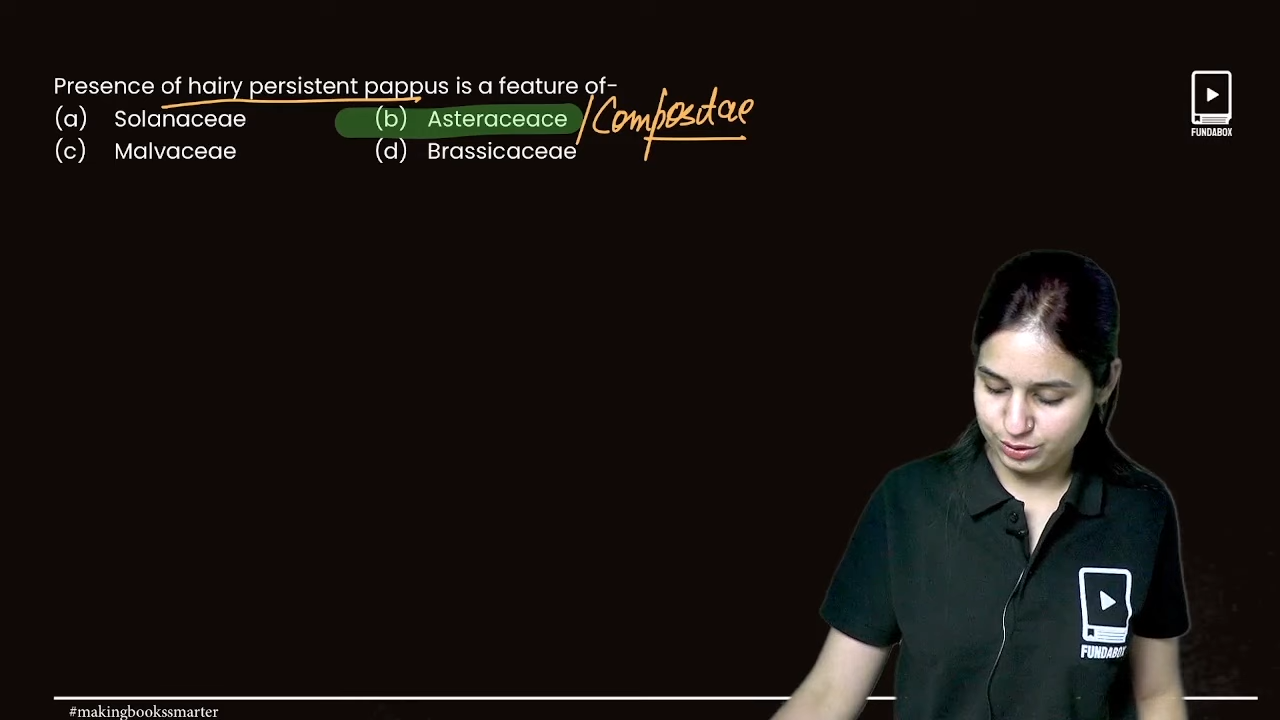 Presence of hairy persistent pappus is a feature of-
(a) Solanaceae (b) Asteraceace / Compositae
(c) Malvaceae (d) Brassicaceae
FUNDABOX
FUNDABOX
#makingbookssmarter